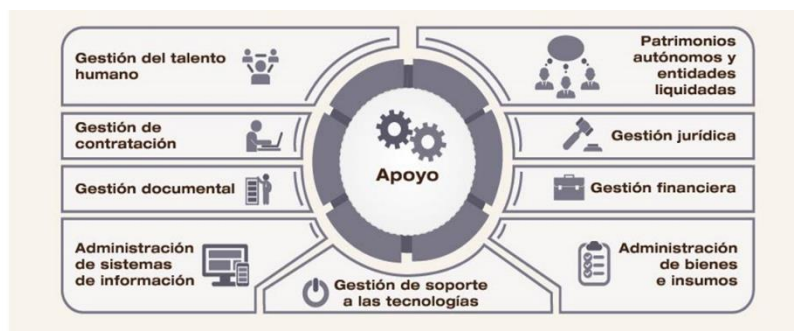 Gestión del talento
humano
Gestión de
contratación
Gestión documental
Administración
de sistemas
de información
Apoyo
Gestión de soporte
a las tecnologías
Patrimonios
autónomos y
entidades
liquidadas
Gestión jurídica
Gestión financiera
Administración
de bienes
e insumos